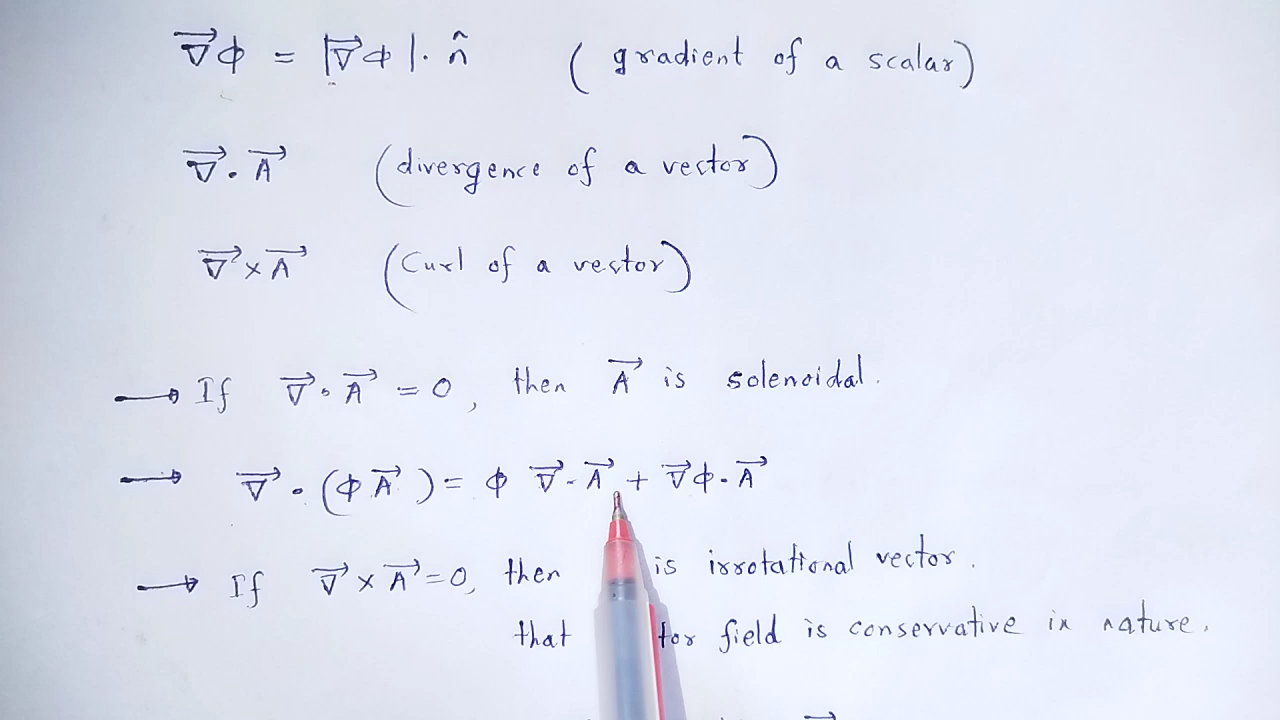 ∇⃗ϕ = |∇⃗ϕ|· n̂ (gradient of a scalar)
∇⃗·A⃗ (divergence of a vector)
∇⃗×A⃗ (Curl of a vector)
→ If ∇⃗·A⃗ = 0, then A⃗ is solenoidal.
→ ∇⃗·(ϕA⃗) = ϕ ∇⃗·A⃗ + ∇⃗ϕ·A⃗
→ If ∇⃗×A⃗ = 0, then is irrotational vector.
that field is conservative in nature.